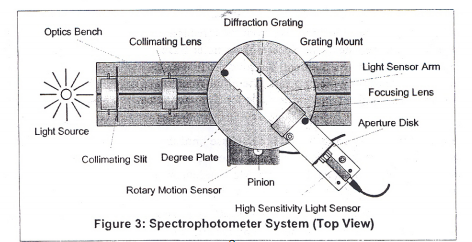 Diffraction Grating
Optics Bench
Collimating Lens
Grating Mount
Light Sensor Arm
Focusing Lens
Aperture Disk
Light Source
Collimating Slit
Degree Plate
Rotary Motion Sensor
Pinion
High Sensitivity Light Sensor
Figure 3: Spectrophotometer System (Top View)